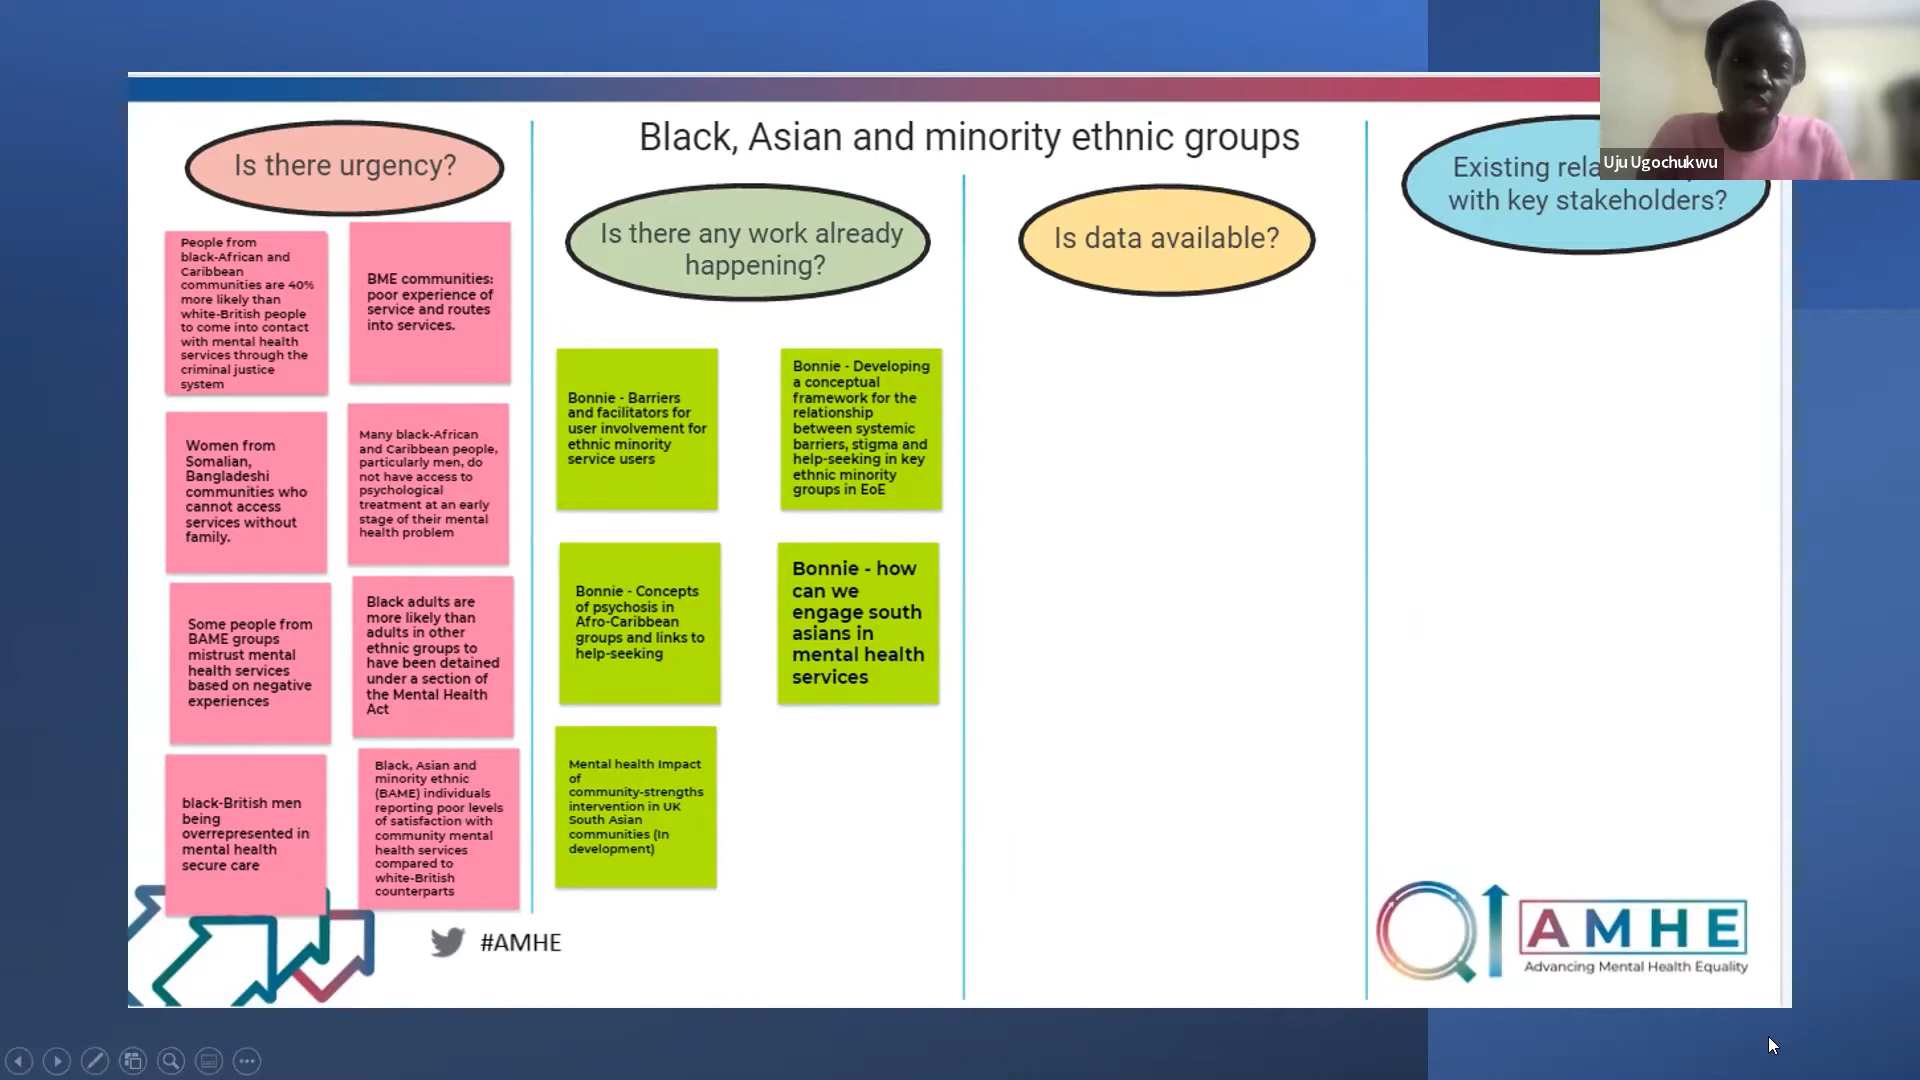 Black, Asian and minority ethnic groups
Is there urgency?
People from
black-African and
Caribbean
communities are 40%
more likely than
white-British people
to come into contact
with mental health
services through the
criminal justice
system
BME communities:
poor experience of
service and routes
into services.
Women from
Somalian,
Bangladeshi
communities who
cannot access
services without
family.
Many black-African
and Caribbean people,
particularly men, do
not have access to
psychological
treatment at an early
stage of their mental
health problem
Some people from
BAME groups
mistrust mental
health services
based on negative
experiences
Black adults are
more likely than
adults in other
ethnic groups to
have been detained
under a section of
the Mental Health
Act
black-British men
being
overrepresented in
mental health
secure care
Black, Asian and
minority ethnic
(BAME) individuals
reporting poor levels
of satisfaction with
community mental
health services
compared to
white-British
counterparts
Is there any work already
happening?
Bonnie - Barriers
and facilitators for
user involvement for
ethnic minority
service users
Bonnie - Developing
a conceptual
framework for the
relationship
between systemic
barriers, stigma and
help-seeking in key
ethnic minority
groups in EoE
Bonnie - Concepts
of psychosis in
Afro-Caribbean
groups and links to
help-seeking
Bonnie - how
can we
engage south
asians in
mental health
services
Mental health Impact
of
community-strengths
intervention in UK
South Asian
communities (In
development)
Is data available?
Existing
with key stakeholders?
Uju Ugochukwu
#AMHE
QI AMHE
Advancing Mental Health Equality